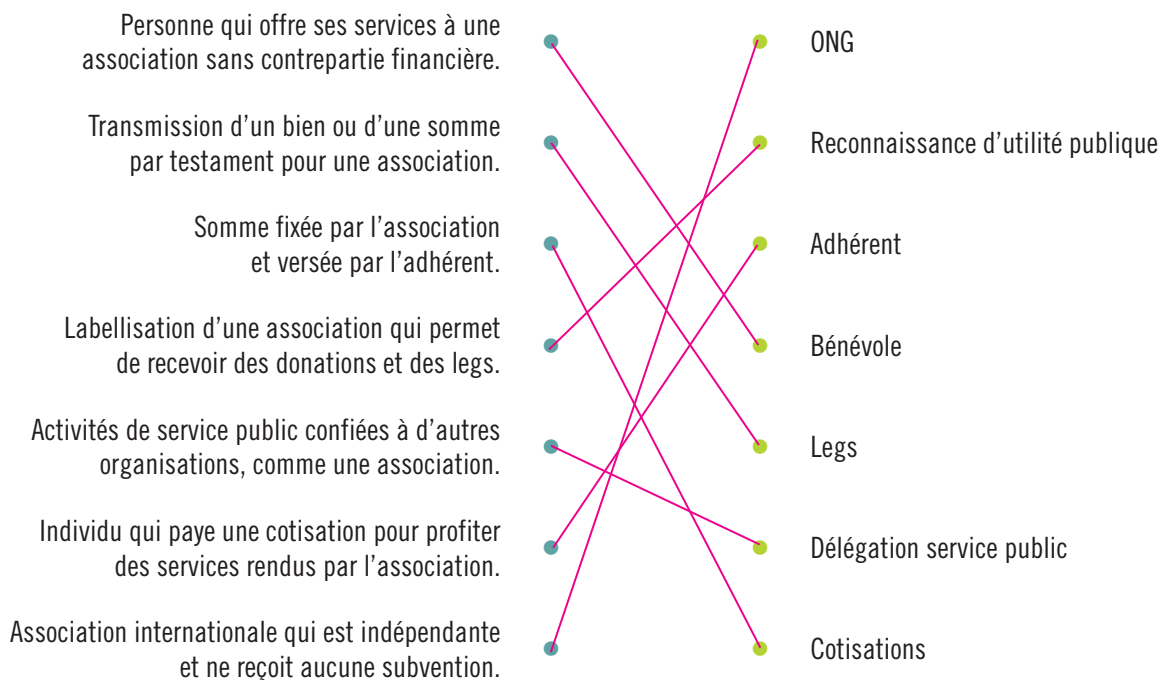 Personne qui offre ses services à une
association sans contrepartie financière.
ONG
Transmission d’un bien ou d’une somme
par testament pour une association.
Reconnaissance d’utilité publique
Somme fixée par l’association
et versée par l’adhérent.
Adhérent
Labellisation d’une association qui permet
de recevoir des donations et des legs.
Bénévole
Activités de service public confiées à d’autres
organisations, comme une association.
Legs
Individu qui paye une cotisation pour profiter
des services rendus par l’association.
Délégation service public
Association internationale qui est indépendante
et ne reçoit aucune subvention.
Cotisations